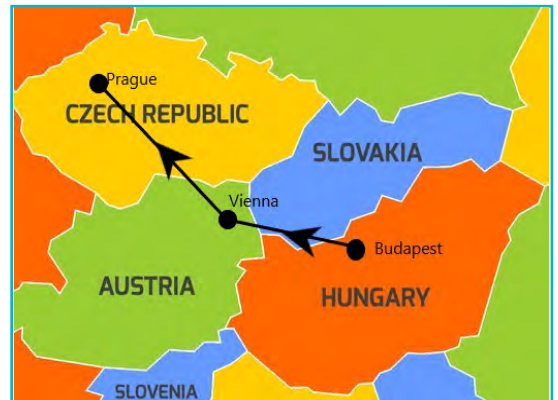 Prague
CZECH REPUBLIC
SLOVAKIA
Vienna
Budapest
AUSTRIA
HUNGARY
SLOVENIA